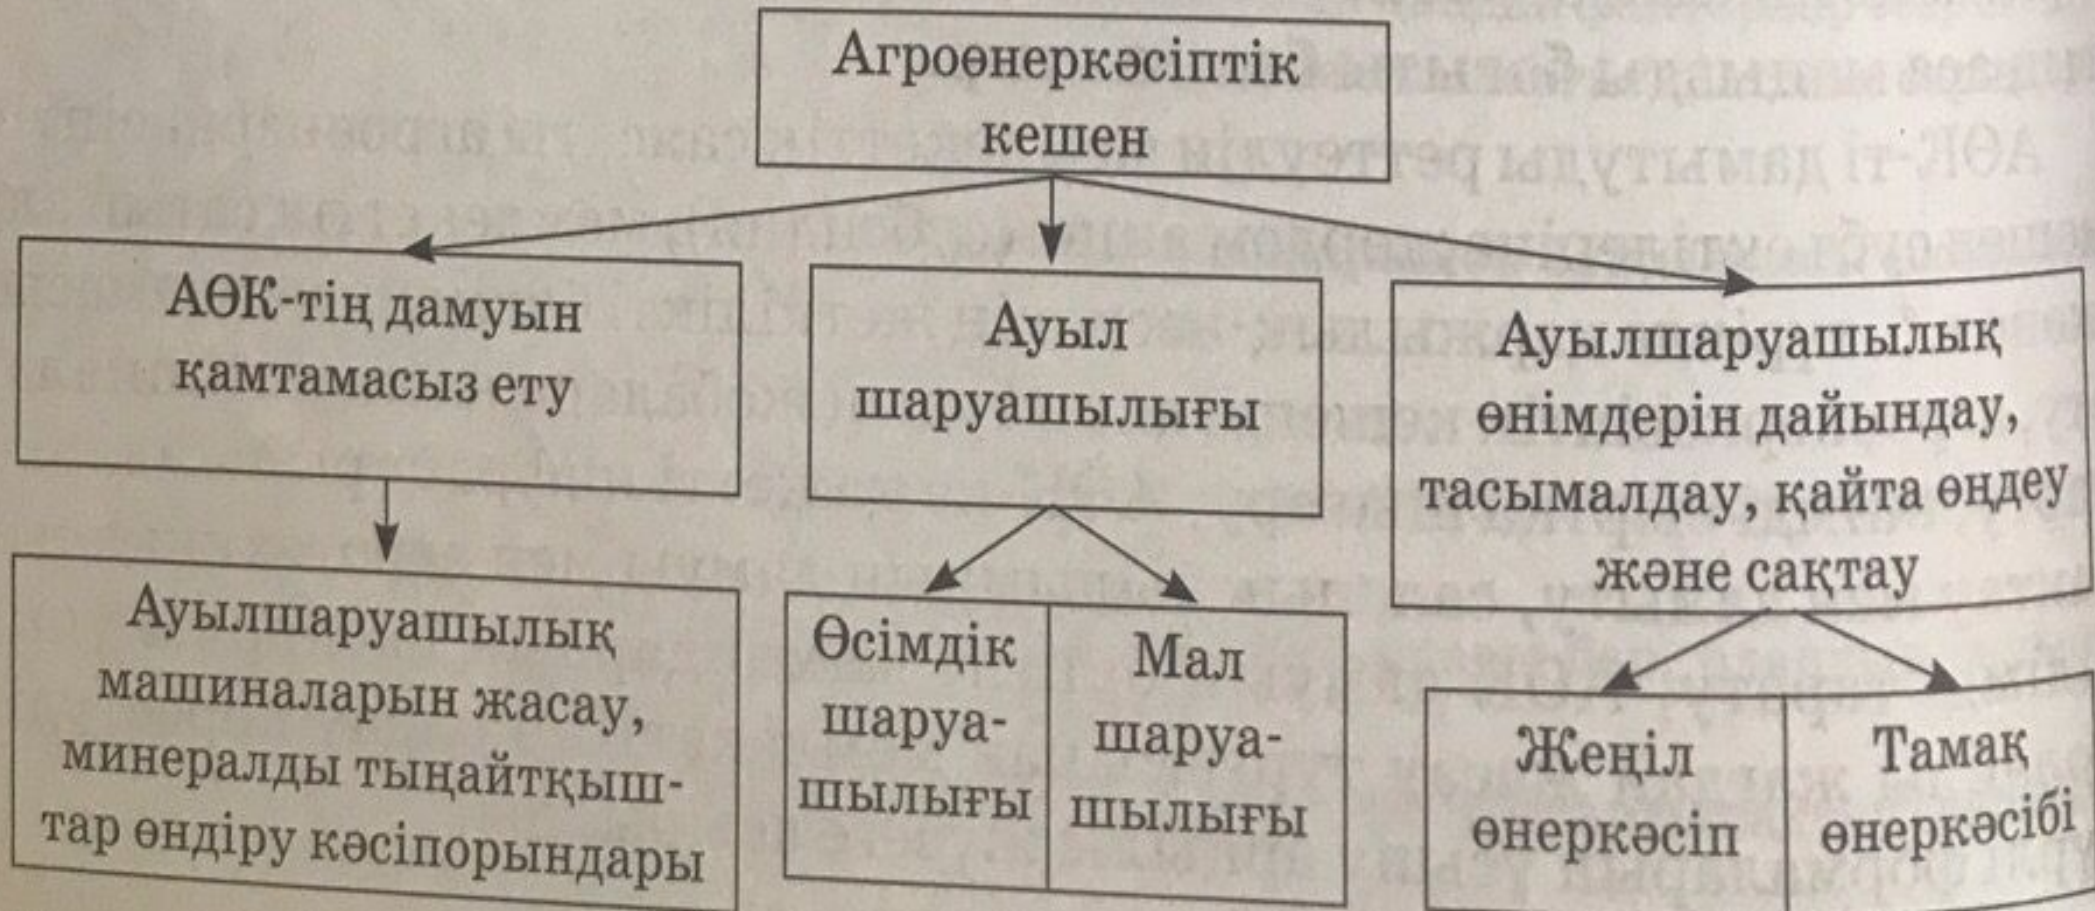 Агроөнеркәсіптік
кешен
АӨК-тің дамуын
қамтамасыз ету
Ауыл
шаруашылығы
Ауылшаруашылық
өнімдерін дайындау,
тасымалдау, қайта өңдеу
және сақтау
Ауылшаруашылық
машиналарын жасау,
минералды тыңайтқыш-
тар өндіру кәсіпорындары
Өсімдік
шаруа-
шылығы
Мал
шаруа-
шылығы
Жеңіл
өнеркәсіп
Тамақ
өнеркәсібі